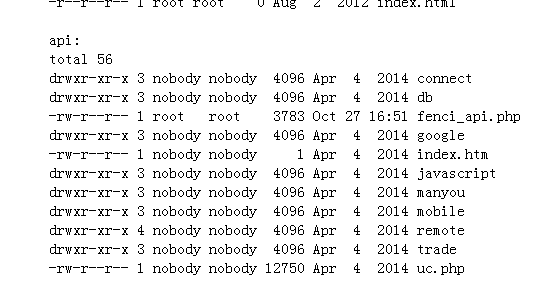 -r--r--r-- 1 root root    0 Aug  2  2012 index.html

api:
total 56
drwxr-xr-x 3 nobody nobody  4096 Apr  4  2014 connect
drwxr-xr-x 3 nobody nobody  4096 Apr  4  2014 db
-rw-r--r-- 1 root   root    3783 Oct 27 16:51 fenci_api.php
drwxr-xr-x 3 nobody nobody  4096 Apr  4  2014 google
-rw-r--r-- 1 nobody nobody     1 Apr  4  2014 index.htm
drwxr-xr-x 3 nobody nobody  4096 Apr  4  2014 javascript
drwxr-xr-x 3 nobody nobody  4096 Apr  4  2014 manyou
drwxr-xr-x 3 nobody nobody  4096 Apr  4  2014 mobile
drwxr-xr-x 4 nobody nobody  4096 Apr  4  2014 remote
drwxr-xr-x 3 nobody nobody  4096 Apr  4  2014 trade
-rw-r--r-- 1 nobody nobody 12750 Apr  4  2014 uc.php